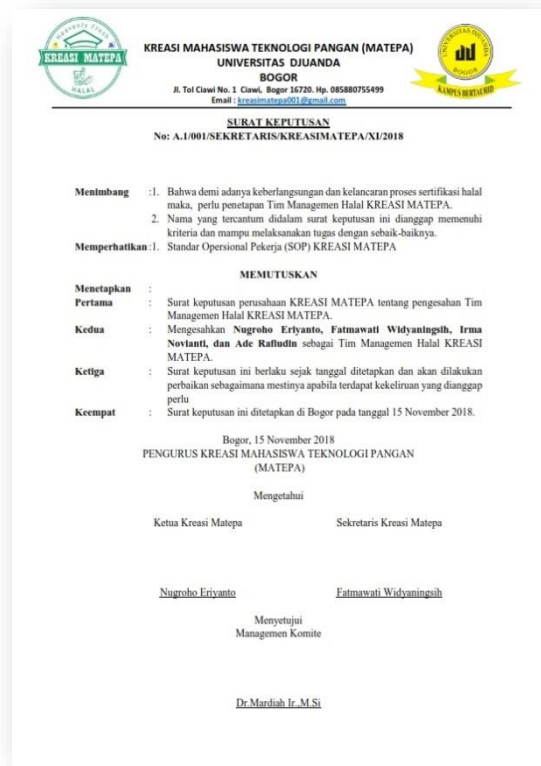 Heavenly Fresh
KREASI MATEPA
HALAL
KREASI MAHASISWA TEKNOLOGI PANGAN (MATEPA)
UNIVERSITAS DJUANDA
BOGOR
Jl. Tol Ciawi No. 1 Ciawi, Bogor 16720. Hp. 085880755499
Email : kreasimatepa001@gmail.com
UNIVERSITAS DJUANDA
BOGOR
KAMPUS BERTAUHID
SURAT KEPUTUSAN
No: A.1/001/SEKRETARIS/KREASIMATEPA/XI/2018
Menimbang :1. Bahwa demi adanya keberlangsungan dan kelancaran proses sertifikasi halal
maka, perlu penetapan Tim Managemen Halal KREASI MATEPA.
2. Nama yang tercantum didalam surat keputusan ini dianggap memenuhi
kriteria dan mampu melaksanakan tugas dengan sebaik-baiknya.
Memperhatikan :1. Standar Opersional Pekerja (SOP) KREASI MATEPA
MEMUTUSKAN
Menetapkan :
Pertama : Surat keputusan perusahaan KREASI MATEPA tentang pengesahan Tim
Managemen Halal KREASI MATEPA.
Kedua : Mengesahkan Nugroho Eriyanto, Fatmawati Widyaningsih, Irma
Novianti, dan Ade Rafiudin sebagai Tim Managemen Halal KREASI
MATEPA.
Ketiga : Surat keputusan ini berlaku sejak tanggal ditetapkan dan akan dilakukan
perbaikan sebagaimana mestinya apabila terdapat kekeliruan yang dianggap
perlu
Keempat : Surat keputusan ini ditetapkan di Bogor pada tanggal 15 November 2018.
Bogor, 15 November 2018
PENGURUS KREASI MAHASISWA TEKNOLOGI PANGAN
(MATEPA)
Mengetahui
Ketua Kreasi Matepa Sekretaris Kreasi Matepa
Nugroho Eriyanto Fatmawati Widyaningsih
Menyetujui
Managemen Komite
Dr.Mardiah Ir.,M.Si